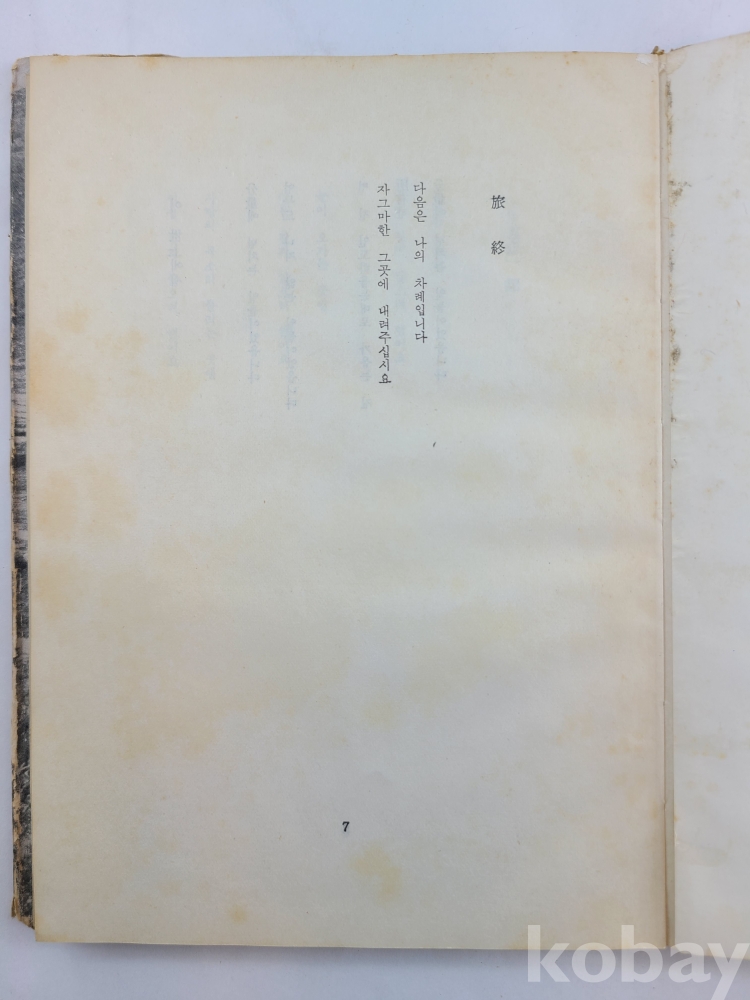 旅終
다음은 나의 차례입니다
자그마한 그곳에 내려주십시요
7
kobay